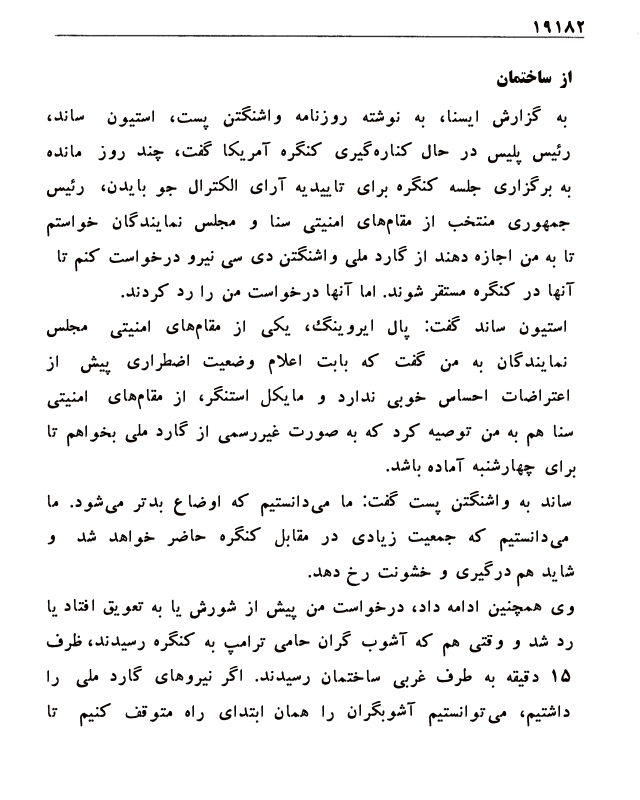 ۱۹۱۸۲
از ساختمان
به گزارش ایسنا، به نوشته روزنامه واشنگتن پست، استیون ساند،
رئیس پلیس در حال کناره‌گیری کنگره آمریکا گفت، چند روز مانده
به برگزاری جلسه کنگره برای تاییدیه آرای الکترال جو بایدن، رئیس
جمهوری منتخب از مقام‌های امنیتی سنا و مجلس نمایندگان خواستم
تا به من اجازه دهند از گارد ملی واشنگتن دی سی نیرو درخواست کنم تا
آنها در کنگره مستقر شوند. اما آنها درخواست من را رد کردند.
استیون ساند گفت: پال ایروینگ، یکی از مقام‌های امنیتی مجلس
نمایندگان به من گفت که بابت اعلام وضعیت اضطراری پیش از
اعتراضات احساس خوبی ندارد و مایکل استنگر، از مقام‌های امنیتی
سنا هم به من توصیه کرد که به صورت غیررسمی از گارد ملی بخواهم تا
برای چهارشنبه آماده باشد.
ساند به واشنگتن پست گفت: ما می‌دانستیم که اوضاع بدتر می‌شود. ما
می‌دانستیم که جمعیت زیادی در مقابل کنگره حاضر خواهد شد و
شاید هم درگیری و خشونت رخ دهد.
وی همچنین ادامه داد، درخواست من پیش از شورش یا به تعویق افتاد یا
رد شد و وقتی هم که آشوب گران حامی ترامپ به کنگره رسیدند، ظرف
۱۵ دقیقه به طرف غربی ساختمان رسیدند. اگر نیروهای گارد ملی را
داشتیم، می‌توانستیم آشوبگران را همان ابتدای راه متوقف کنیم تا